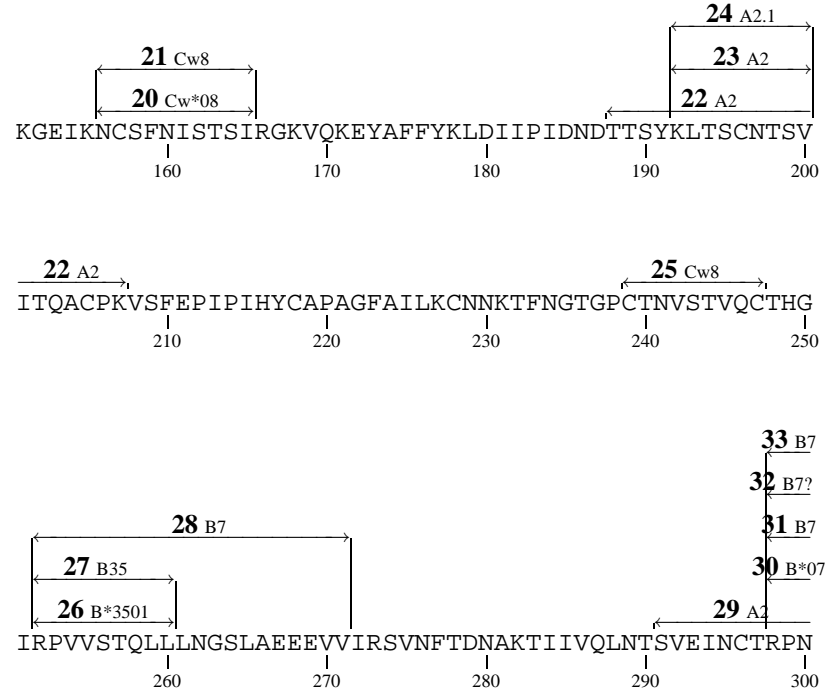 24 A2.1
21 Cw8 23 A2
20 Cw*08 22 A2
KGEIKNCSFNISTSIRGKVQKEYAFFYKLDIIPIDNDTTSYKLTSCNTSV
160 170 180 190 200
22 A2 25 Cw8
ITQACPKVSFEPIPIHYCAPAGFAILKCNNKTFNGTGPCTNVSTVQCTHG
210 220 230 240 250
33 B7
32 B7?
28 B7 31 B7
27 B35 30 B*07
26 B*3501 29 A2
IRPVVSTQLLLNGSLAEEEVVIRSVNFTDNAKTIIVQLNTSVEINCTRPN
260 270 280 290 300